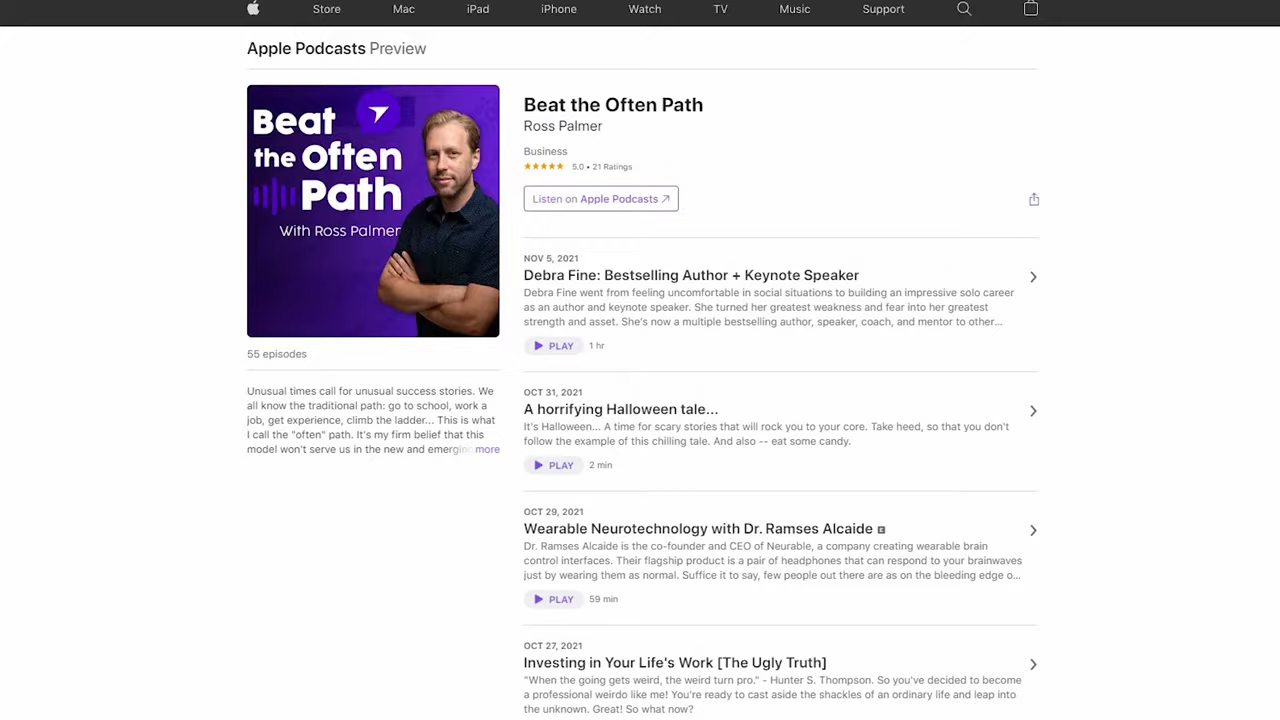 Store Mac iPad iPhone Watch TV Music Support
Apple Podcasts Preview
Beat
the Often
Path
With Ross Palmer
55 episodes
Unusual times call for unusual success stories. We
all know the traditional path: go to school, work a
job, get experience, climb the ladder... This is what
I call the "often" path. It's my firm belief that this
model won't serve us in the new and emerging more
Beat the Often Path
Ross Palmer
Business
★★★★★ 5.0 • 21 Ratings
Listen on Apple Podcasts ↗
NOV 5, 2021
Debra Fine: Bestselling Author + Keynote Speaker
Debra Fine went from feeling uncomfortable in social situations to building an impressive solo career
as an author and keynote speaker. She turned her greatest weakness and fear into her greatest
strength and asset. She's now a multiple bestselling author, speaker, coach, and mentor to other...
PLAY 1 hr
OCT 31, 2021
A horrifying Halloween tale...
It's Halloween... A time for scary stories that will rock you to your core. Take heed, so that you don't
follow the example of this chilling tale. And also -- eat some candy.
PLAY 2 min
OCT 29, 2021
Wearable Neurotechnology with Dr. Ramses Alcaide E
Dr. Ramses Alcaide is the co-founder and CEO of Neurable, a company creating wearable brain
control interfaces. Their flagship product is a pair of headphones that can respond to your brainwaves
just by wearing them as normal. Suffice it to say, few people out there are as on the bleeding edge o...
PLAY 59 min
OCT 27, 2021
Investing in Your Life's Work [The Ugly Truth]
"When the going gets weird, the weird turn pro." - Hunter S. Thompson. So you've decided to become
a professional weirdo like me! You're ready to cast aside the shackles of an ordinary life and leap into
the unknown. Great! So what now?